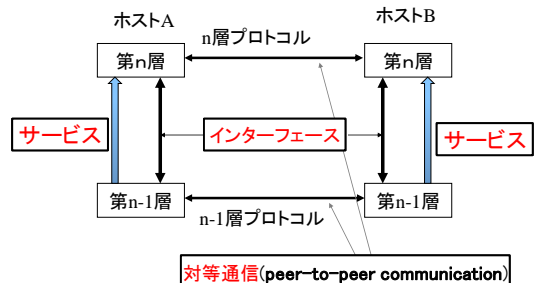 ホストA
ホストB
n層プロトコル
第n層
第n層
サービス
インターフェース
サービス
第n-1層
第n-1層
n-1層プロトコル
対等通信(peer-to-peer communication)